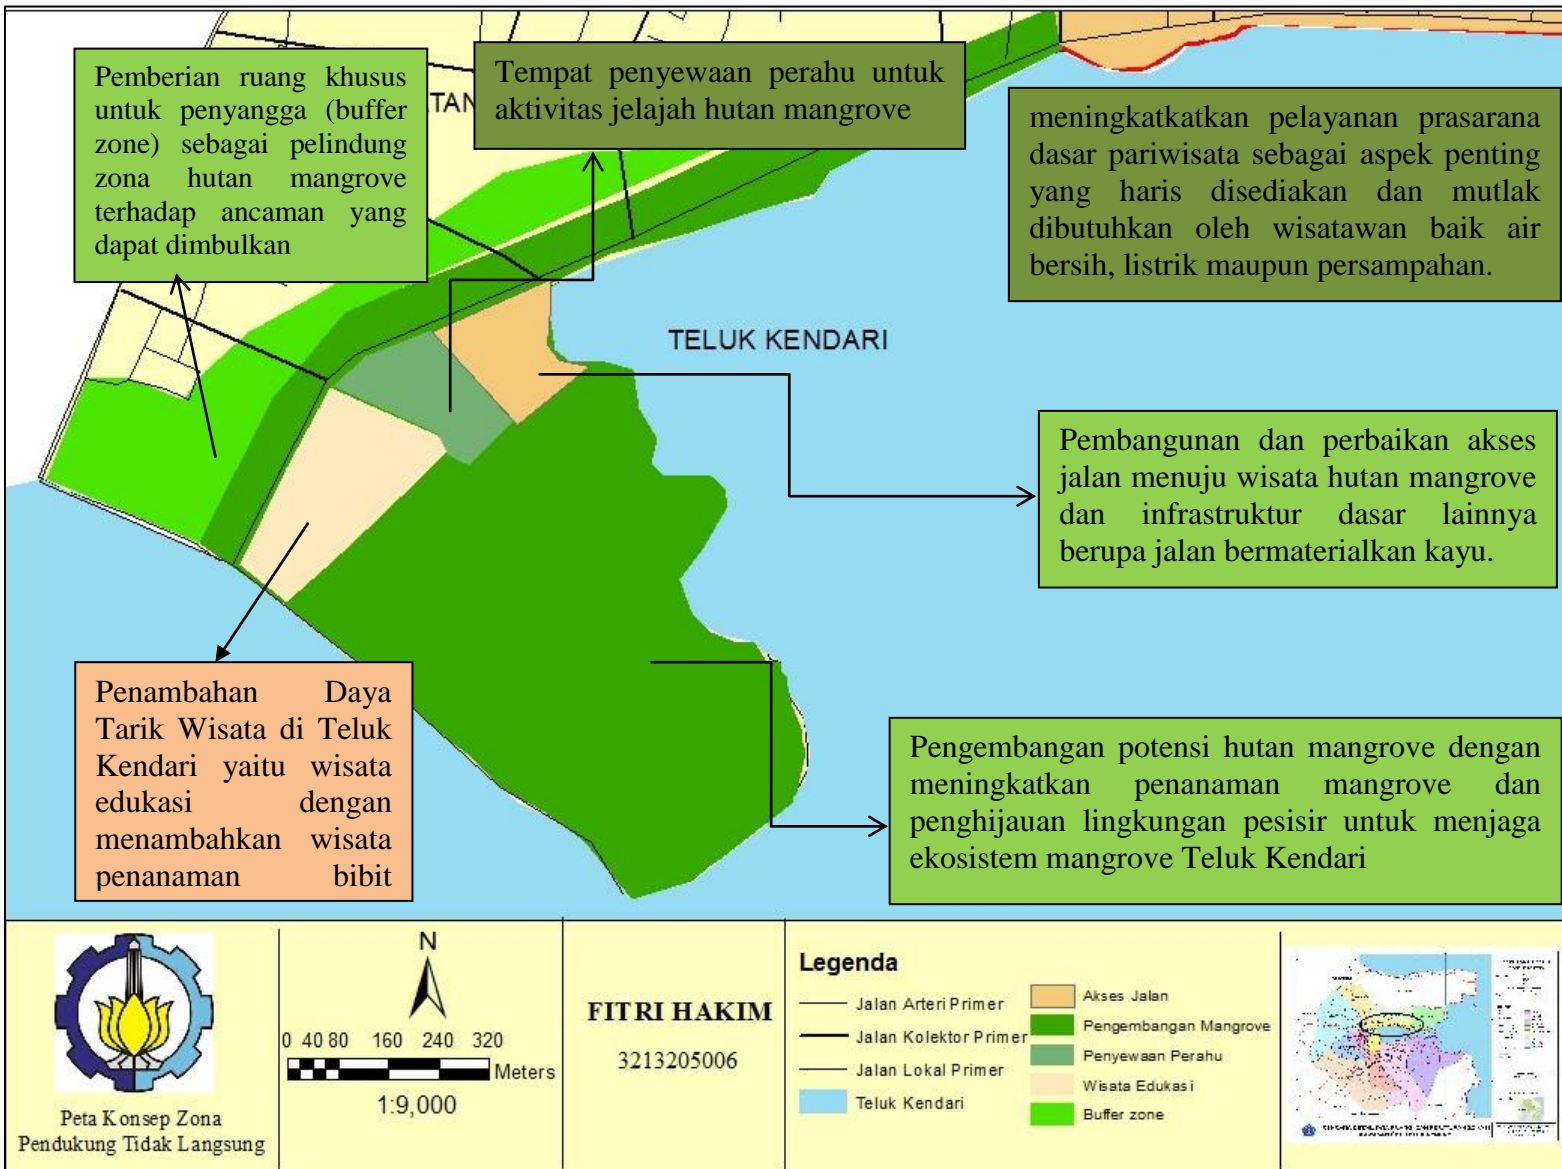 Pemberian ruang khusus
untuk penyangga (buffer
zone) sebagai pelindung
zona hutan mangrove
terhadap ancaman yang
dapat dimbulkan
TAN
Tempat penyewaan perahu untuk
aktivitas jelajah hutan mangrove
meningkatkatkan pelayanan prasarana
dasar pariwisata sebagai aspek penting
yang haris disediakan dan mutlak
dibutuhkan oleh wisatawan baik air
bersih, listrik maupun persampahan.
TELUK KENDARI
Pembangunan dan perbaikan akses
jalan menuju wisata hutan mangrove
dan infrastruktur dasar lainnya
berupa jalan bermaterialkan kayu.
Penambahan Daya
Tarik Wisata di Teluk
Kendari yaitu wisata
edukasi dengan
menambahkan wisata
penanaman bibit
Pengembangan potensi hutan mangrove dengan
meningkatkan penanaman mangrove dan
penghijauan lingkungan pesisir untuk menjaga
ekosistem mangrove Teluk Kendari
Peta Konsep Zona
Pendukung Tidak Langsung
N
0 40 80 160 240 320
Meters
1:9,000
FITRI HAKIM
3213205006
Legenda
Jalan Arteri Primer
Jalan Kolektor Primer
Jalan Lokal Primer
Teluk Kendari
Akses Jalan
Pengembangan Mangrove
Penyewaan Perahu
Wisata Edukasi
Buffer zone